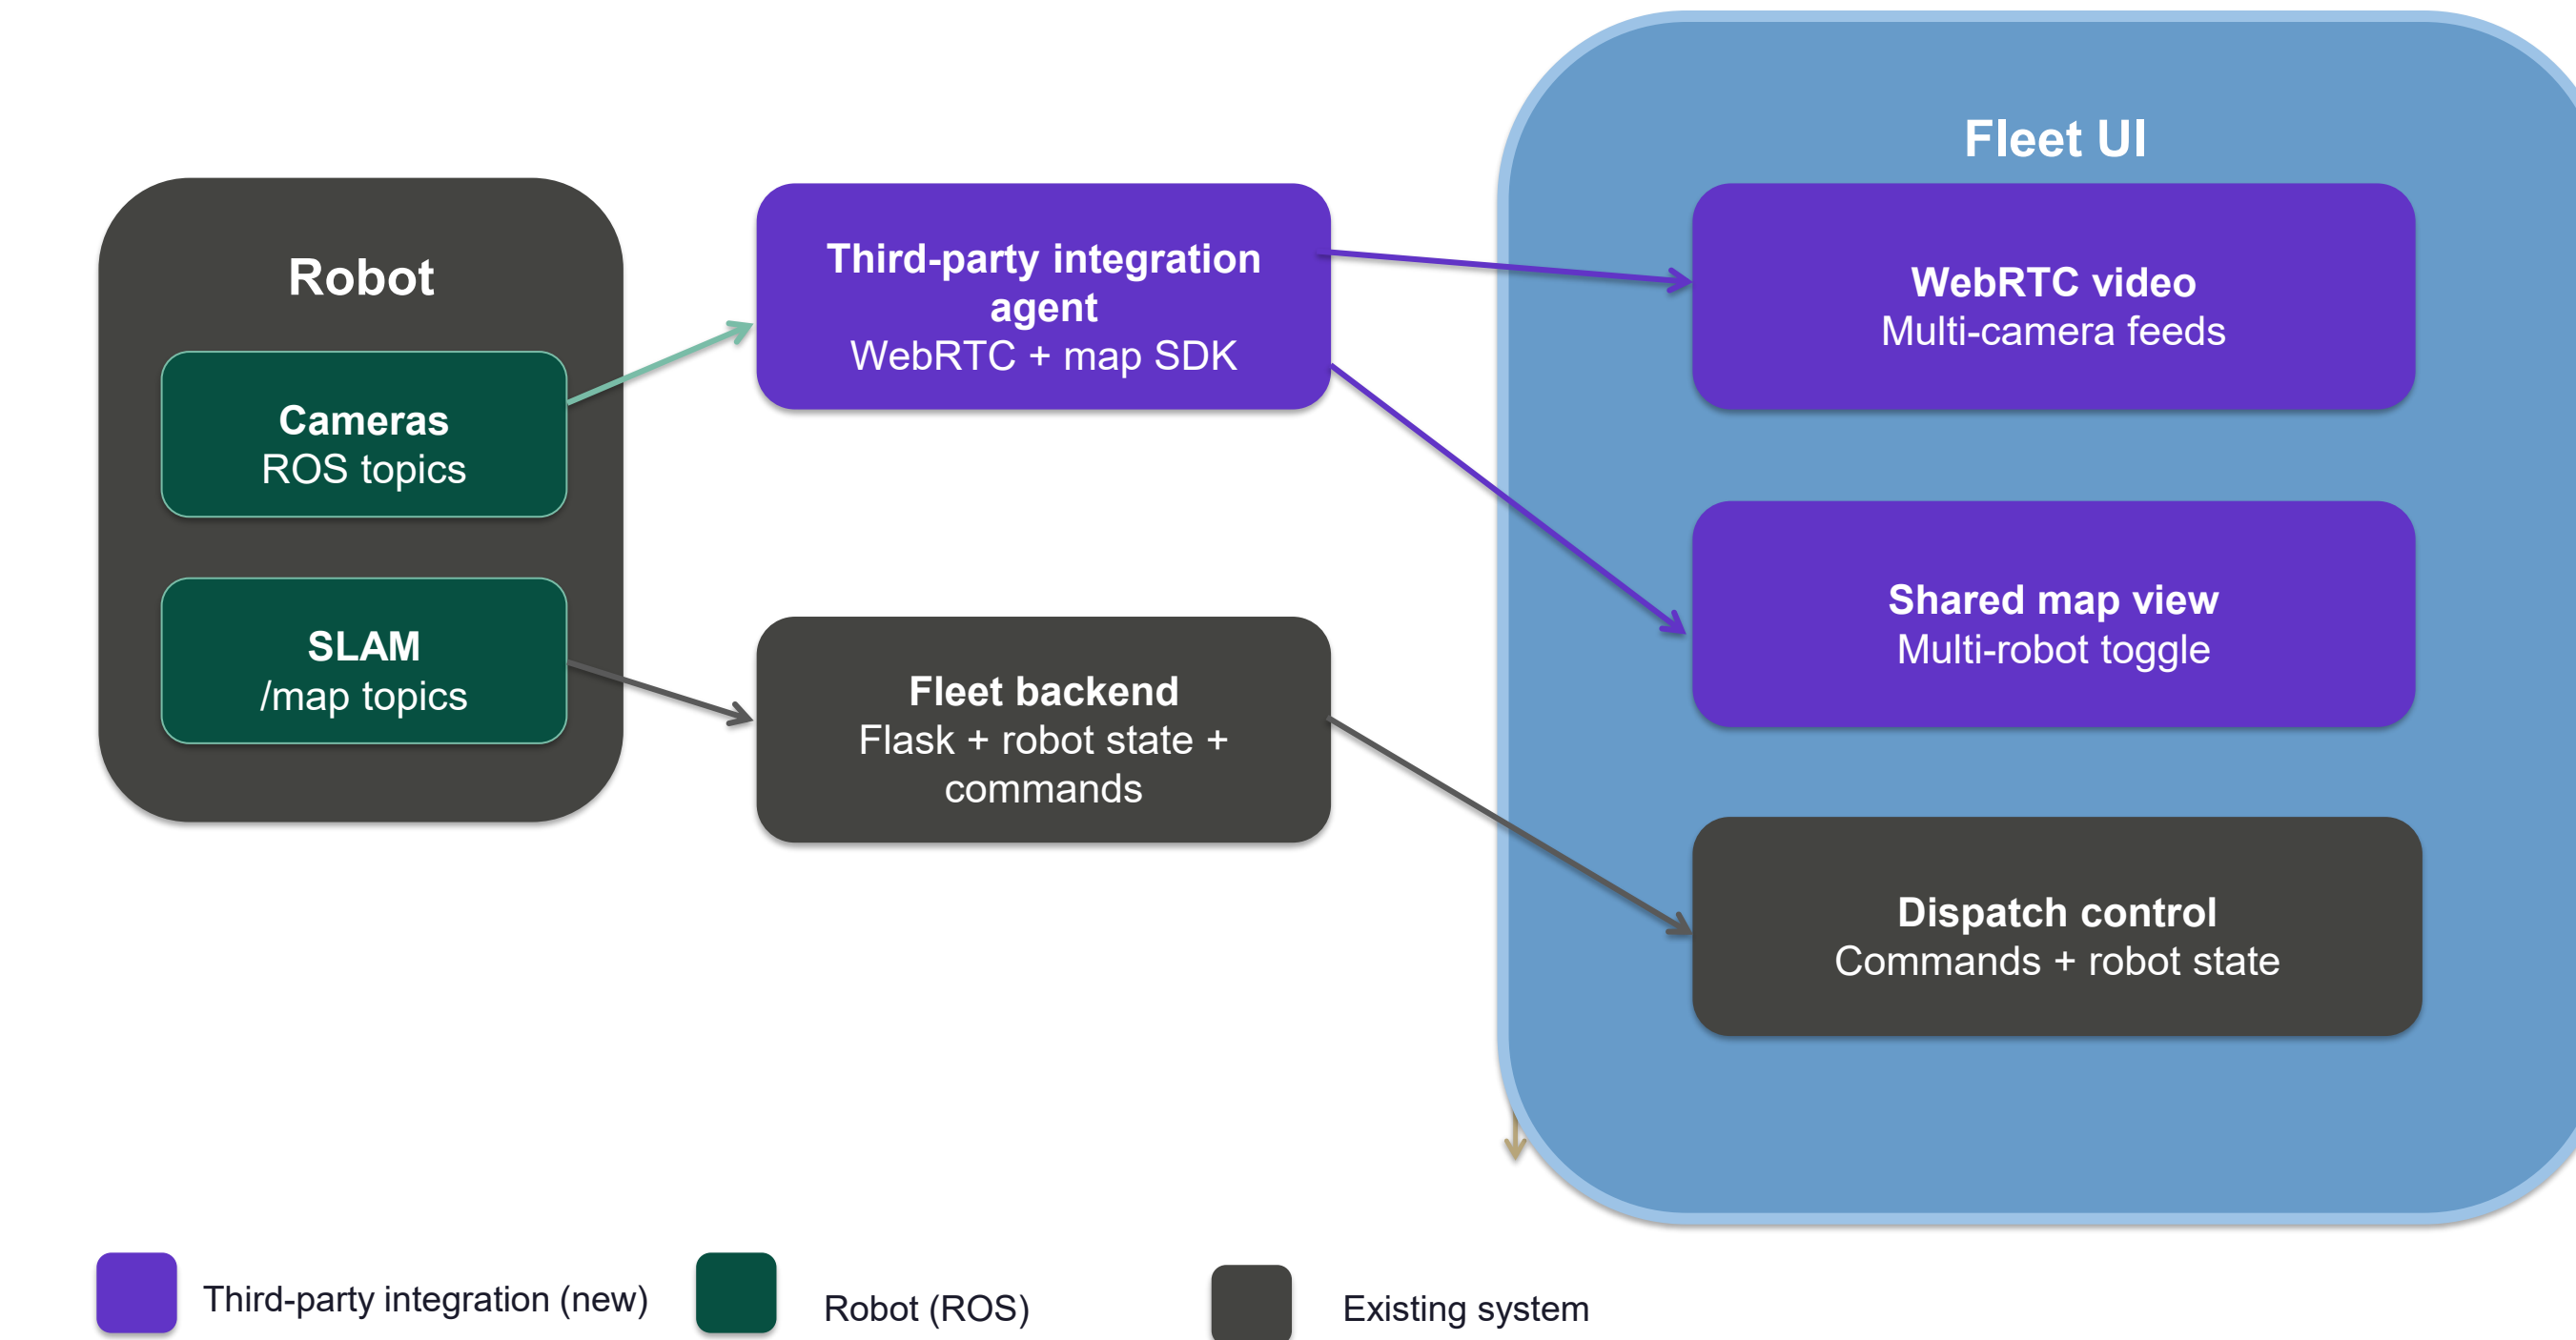 Fleet UI
Robot
Cameras
ROS topics
SLAM
/map topics
Third-party integration
agent
WebRTC + map SDK
Fleet backend
Flask + robot state +
commands
WebRTC video
Multi-camera feeds
Shared map view
Multi-robot toggle
Dispatch control
Commands + robot state
Third-party integration (new)
Robot (ROS)
Existing system